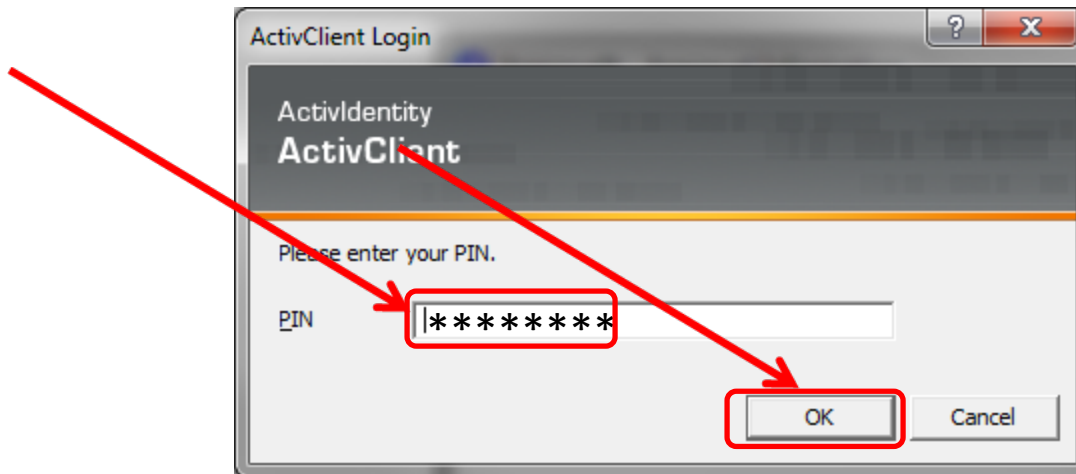 ActivClient Login
ActivIdentity
ActivClient
Please enter your PIN.
PIN
********
OK
Cancel